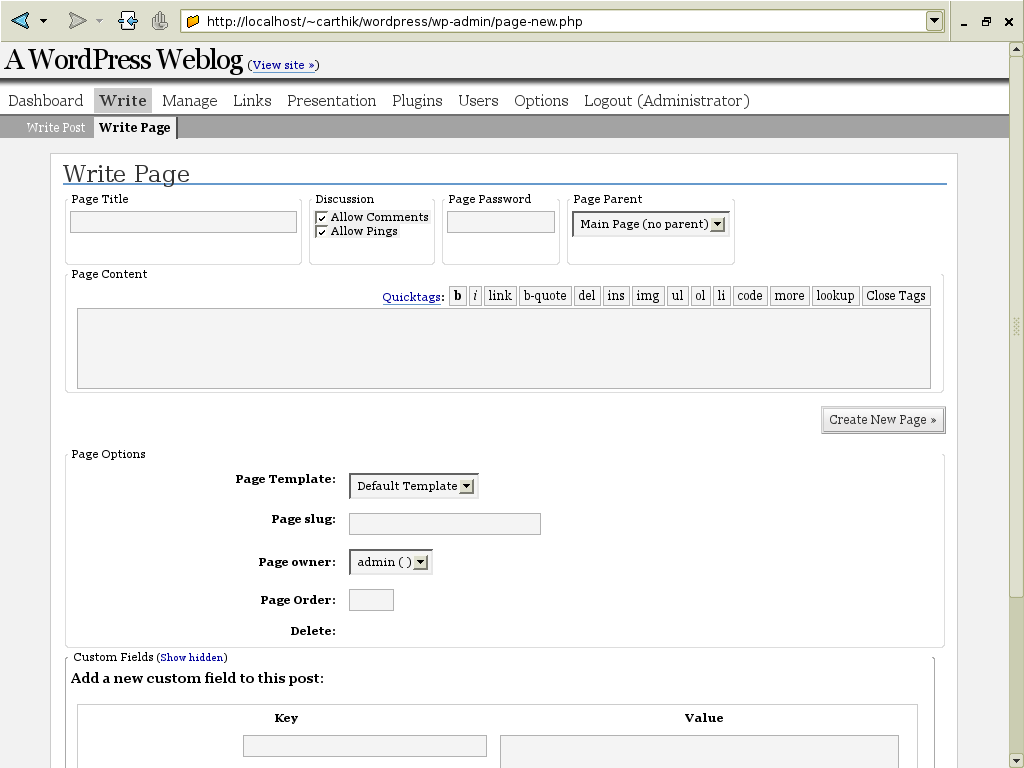 http://localhost/~carthik/wordpress/wp-admin/page-new.php
A WordPress Weblog (View site »)
Dashboard Write Manage Links Presentation Plugins Users Options Logout (Administrator)
Write Post Write Page
Write Page
Page Title Discussion Page Password Page Parent
Allow Comments Main Page (no parent)
Allow Pings
Page Content
Quicktags: b i link b-quote del ins img ul ol li code more lookup Close Tags
Create New Page »
Page Options
Page Template: Default Template
Page slug:
Page owner: admin ( )
Page Order:
Delete:
Custom Fields (Show hidden)
Add a new custom field to this post:
Key Value